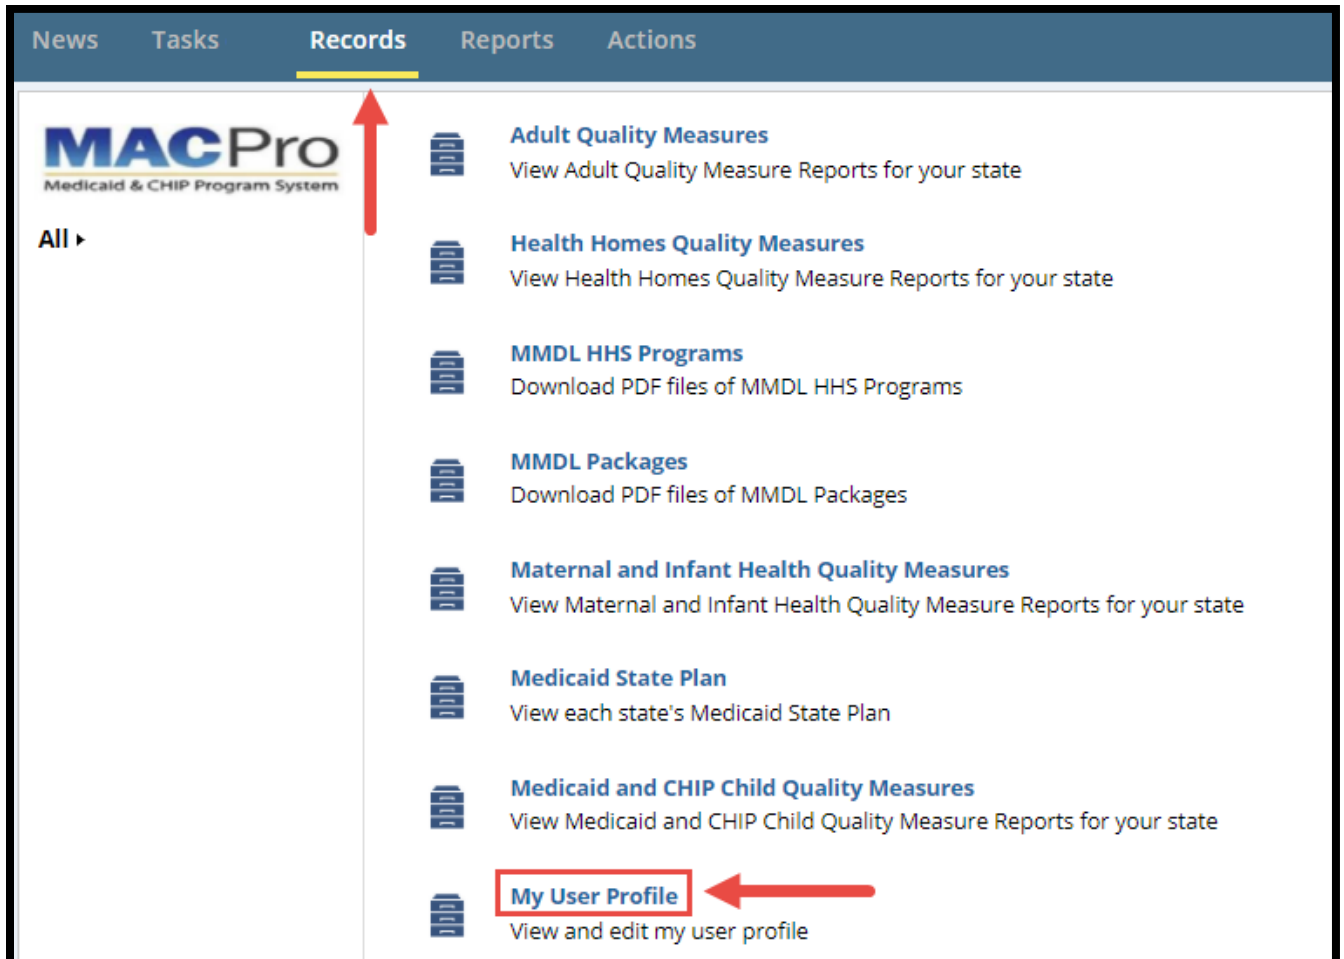 News Tasks Records Reports Actions
MACPro
Medicaid & CHIP Program System
All
Adult Quality Measures
View Adult Quality Measure Reports for your state
Health Homes Quality Measures
View Health Homes Quality Measure Reports for your state
MMDL HHS Programs
Download PDF files of MMDL HHS Programs
MMDL Packages
Download PDF files of MMDL Packages
Maternal and Infant Health Quality Measures
View Maternal and Infant Health Quality Measure Reports for your state
Medicaid State Plan
View each state's Medicaid State Plan
Medicaid and CHIP Child Quality Measures
View Medicaid and CHIP Child Quality Measure Reports for your state
My User Profile
View and edit my user profile